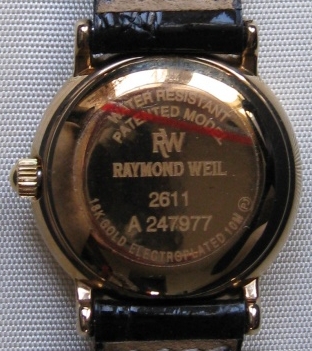 WATER RESISTANT
PATENTED MODEL
RW
RAYMOND WEIL
2611
A 247977
18K GOLD ELECTROPLATED 10M